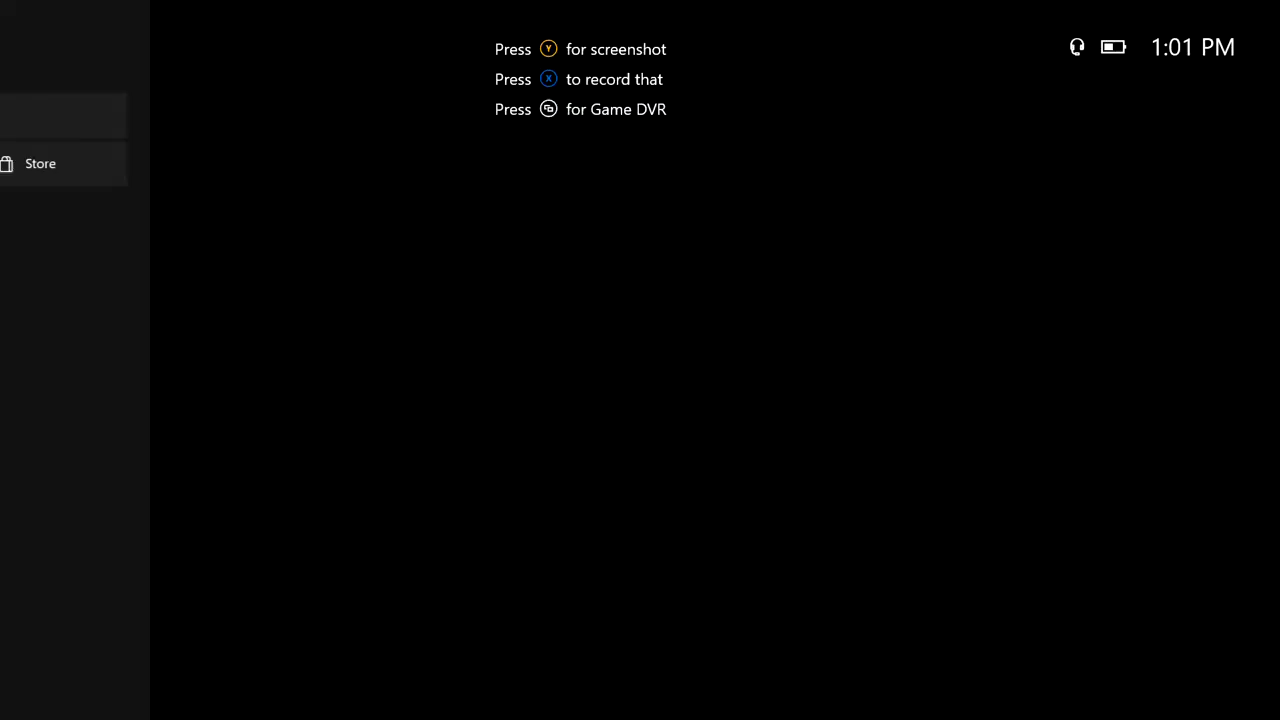 Press Y for screenshot
Press X to record that
Press for Game DVR
1:01 PM
Store